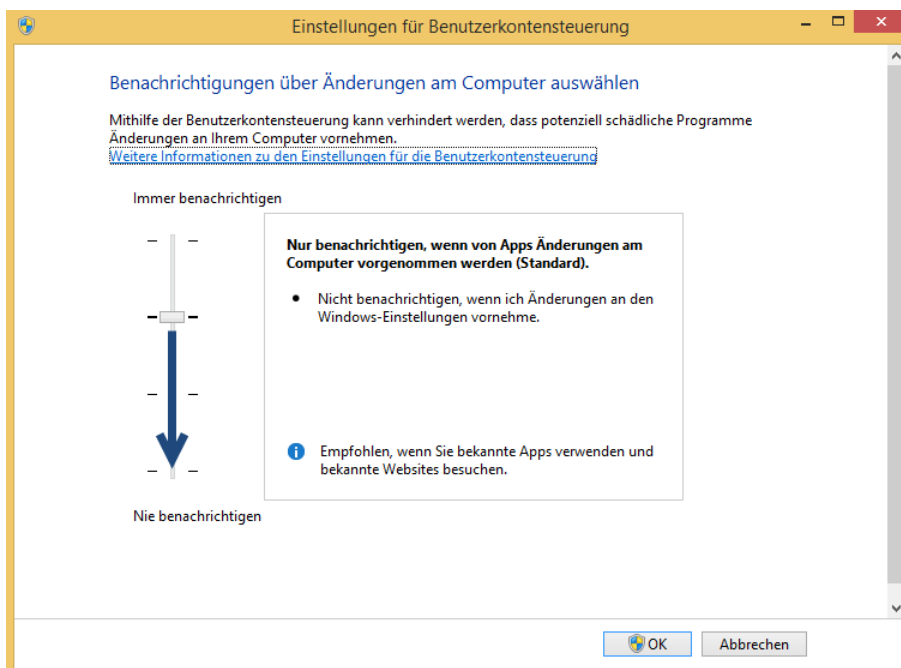 Einstellungen für Benutzerkontensteuerung
Benachrichtigungen über Änderungen am Computer auswählen
Mithilfe der Benutzerkontensteuerung kann verhindert werden, dass potenziell schädliche Programme
Änderungen an Ihrem Computer vornehmen.
Weitere Informationen zu den Einstellungen für die Benutzerkontensteuerung
Immer benachrichtigen
Nur benachrichtigen, wenn von Apps Änderungen am
Computer vorgenommen werden (Standard).
Nicht benachrichtigen, wenn ich Änderungen an den
Windows-Einstellungen vornehme.
Empfohlen, wenn Sie bekannte Apps verwenden und
bekannte Websites besuchen.
Nie benachrichtigen
OK
Abbrechen